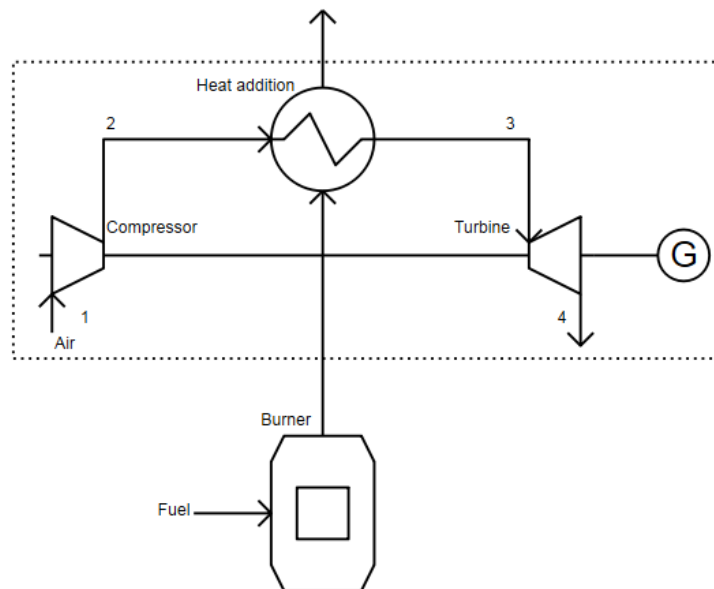 Heat addition
2
3
Compressor
Turbine
G
1
4
Air
Burner
Fuel